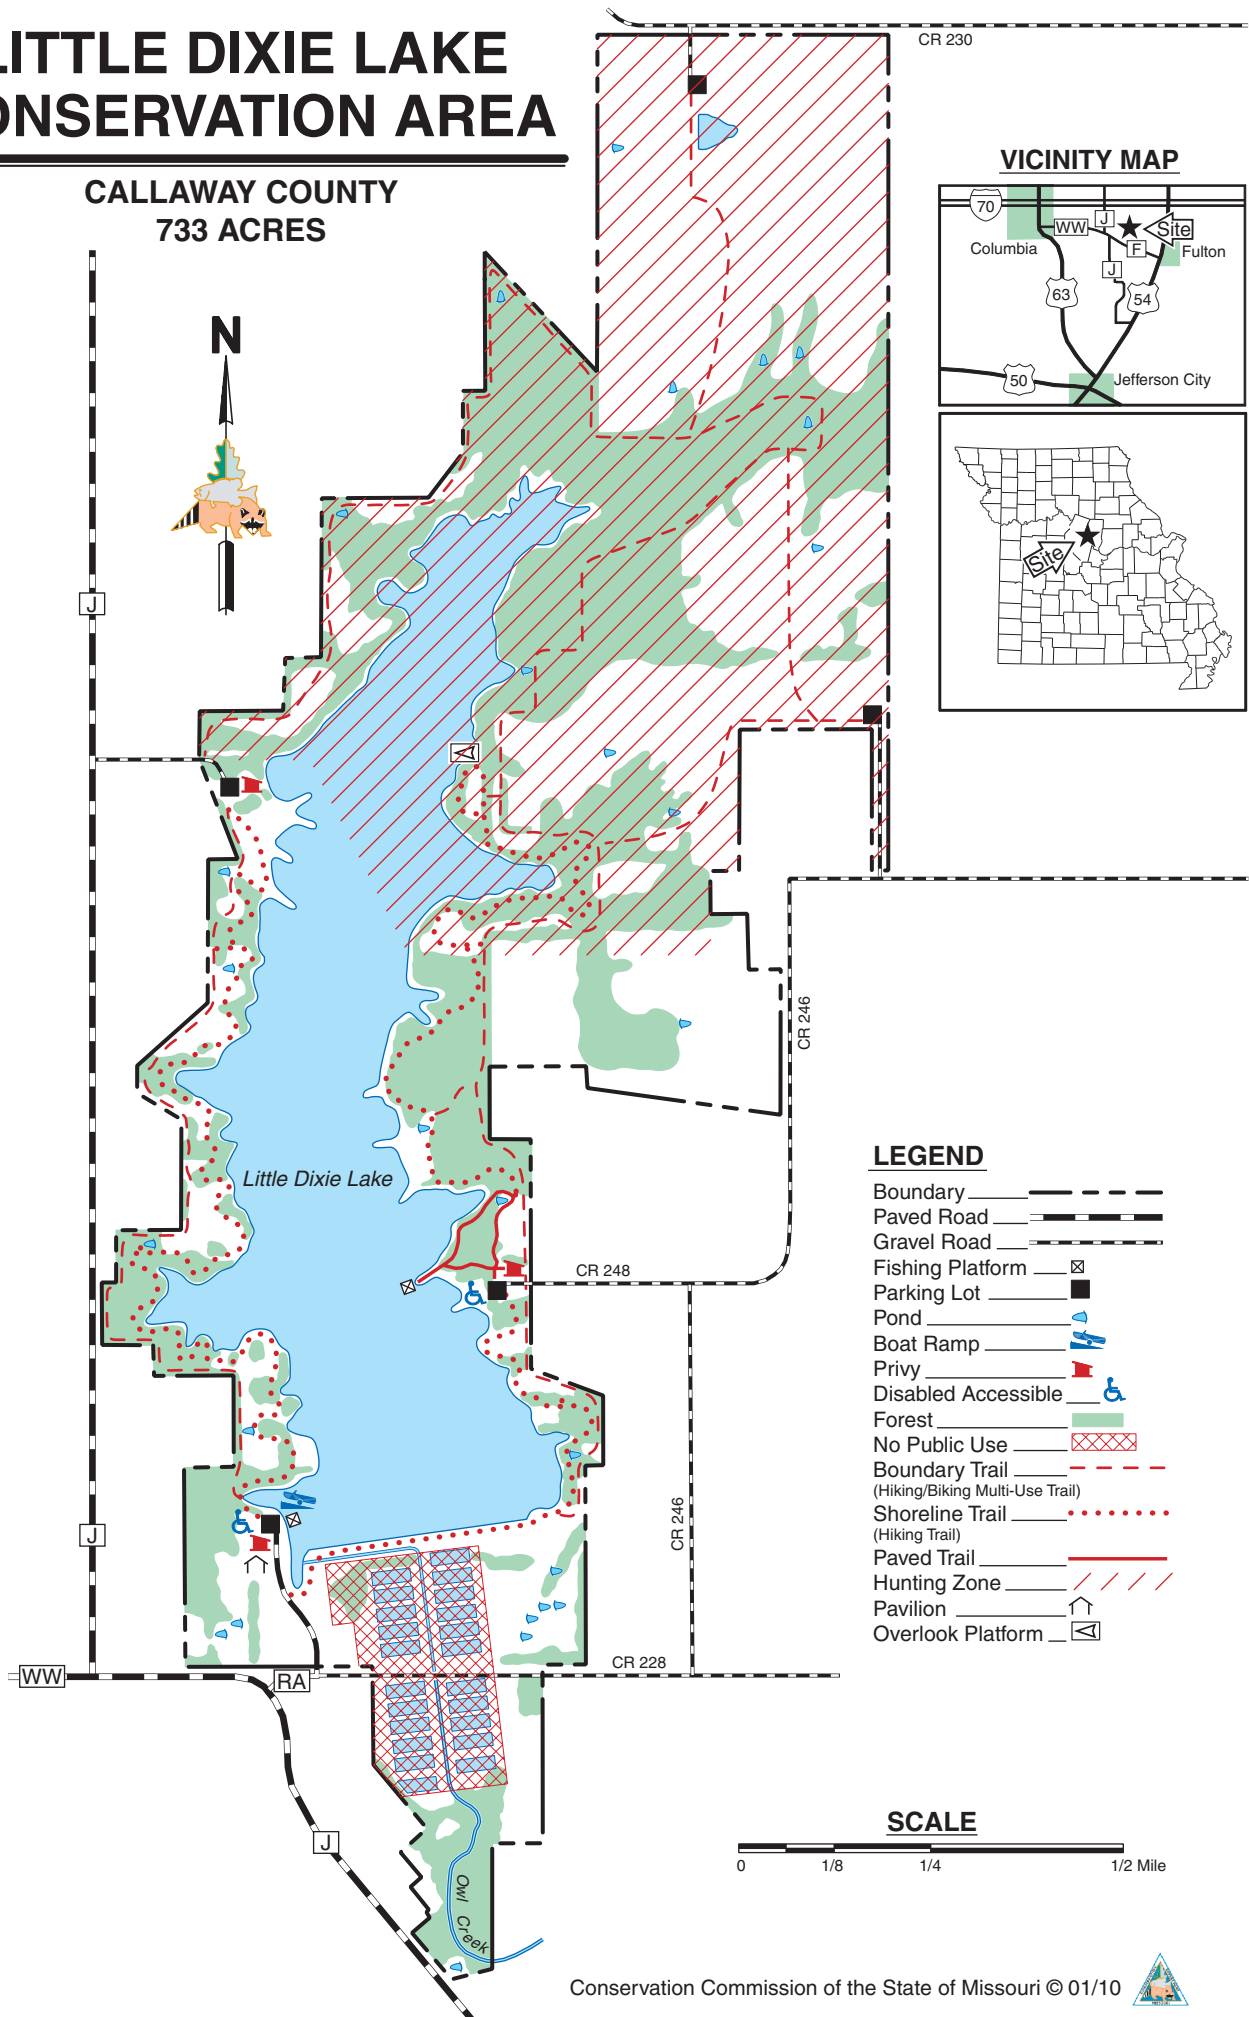 LITTLE DIXIE LAKE
ONSERVATION AREA
CALLAWAY COUNTY
733 ACRES
CR 230
VICINITY MAP
70
J
WW
Site
F
Columbia
Fulton
J
63
54
50
Jefferson City
N
Site
J
CR 246
Little Dixie Lake
CR 248
CR 246
J
CR 228
WW
RA
J
Owl Creek
LEGEND
Boundary
Paved Road
Gravel Road
Fishing Platform
Parking Lot
Pond
Boat Ramp
Privy
Disabled Accessible
Forest
No Public Use
Boundary Trail
(Hiking/Biking Multi-Use Trail)
Shoreline Trail
(Hiking Trail)
Paved Trail
Hunting Zone
Pavilion
Overlook Platform
SCALE
0 1/8 1/4 1/2 Mile
Conservation Commission of the State of Missouri © 01/10